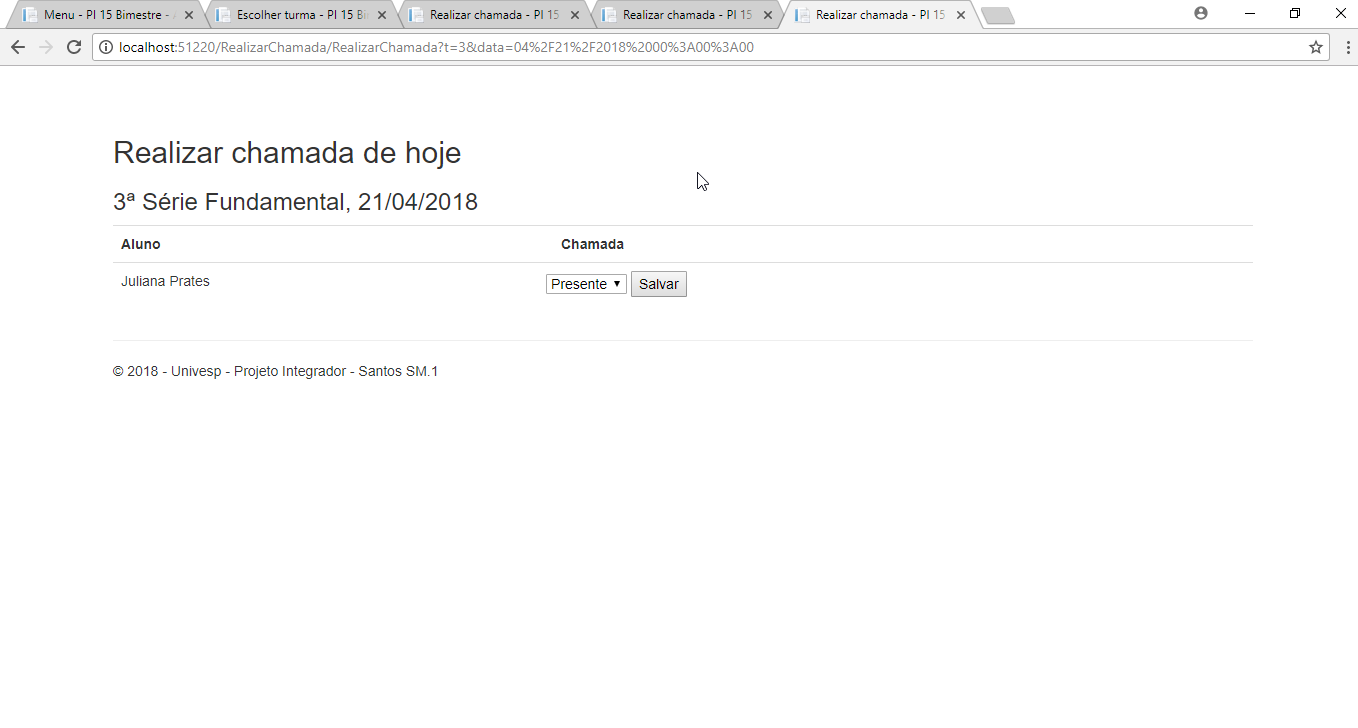 Menu - PI 15 Bimestre -
Escolher turma - PI 15 Bi
Realizar chamada - PI 15
Realizar chamada - PI 15
Realizar chamada - PI 15
localhost:51220/RealizarChamada/RealizarChamada?t=3&data=04%2F21%2F2018%2000%3A00%3A00
Realizar chamada de hoje
3ª Série Fundamental, 21/04/2018
Aluno Chamada
Juliana Prates Presente Salvar
© 2018 - Univesp - Projeto Integrador - Santos SM.1